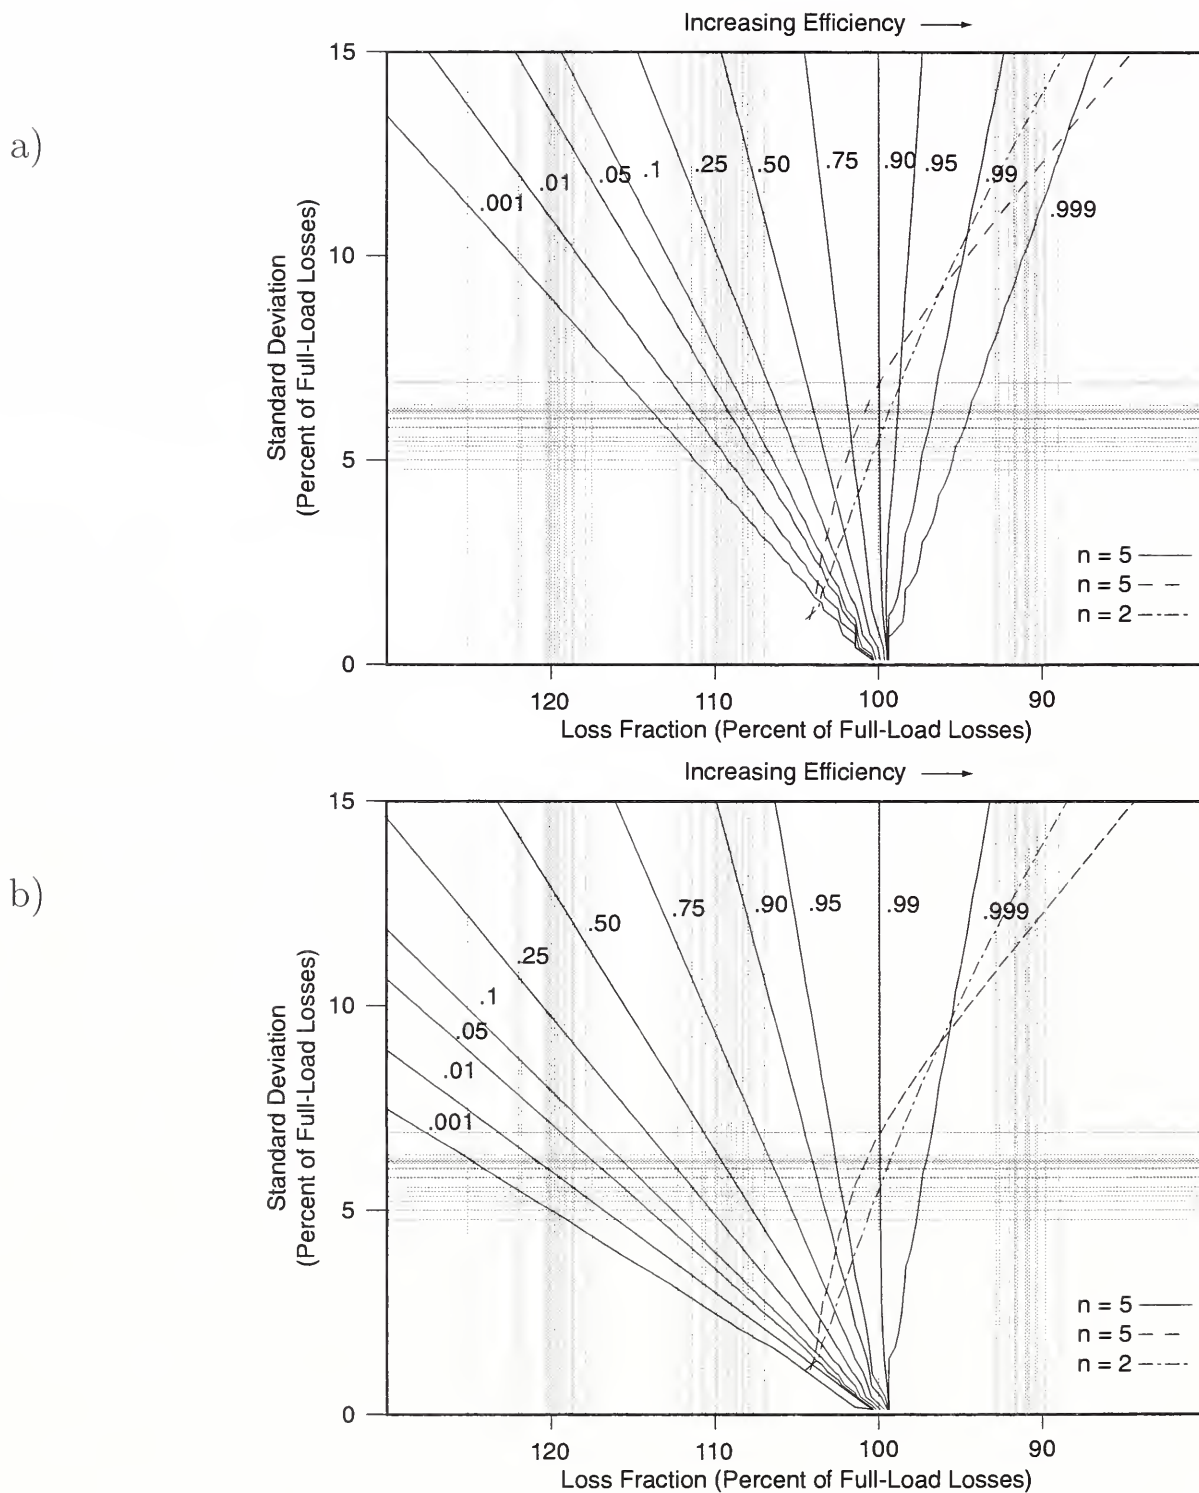 a)
Increasing Efficiency →
15
10
5
0
Standard Deviation
(Percent of Full-Load Losses)
.001
.01
.05
.1
.25
.50
.75
.90
.95
.99
.999
n = 5
n = 5
n = 2
120 110 100 90
Loss Fraction (Percent of Full-Load Losses)
b)
Increasing Efficiency →
15
10
5
0
Standard Deviation
(Percent of Full-Load Losses)
.001
.01
.05
.1
.25
.50
.75
.90
.95
.99
.999
n = 5
n = 5
n = 2
120 110 100 90
Loss Fraction (Percent of Full-Load Losses)